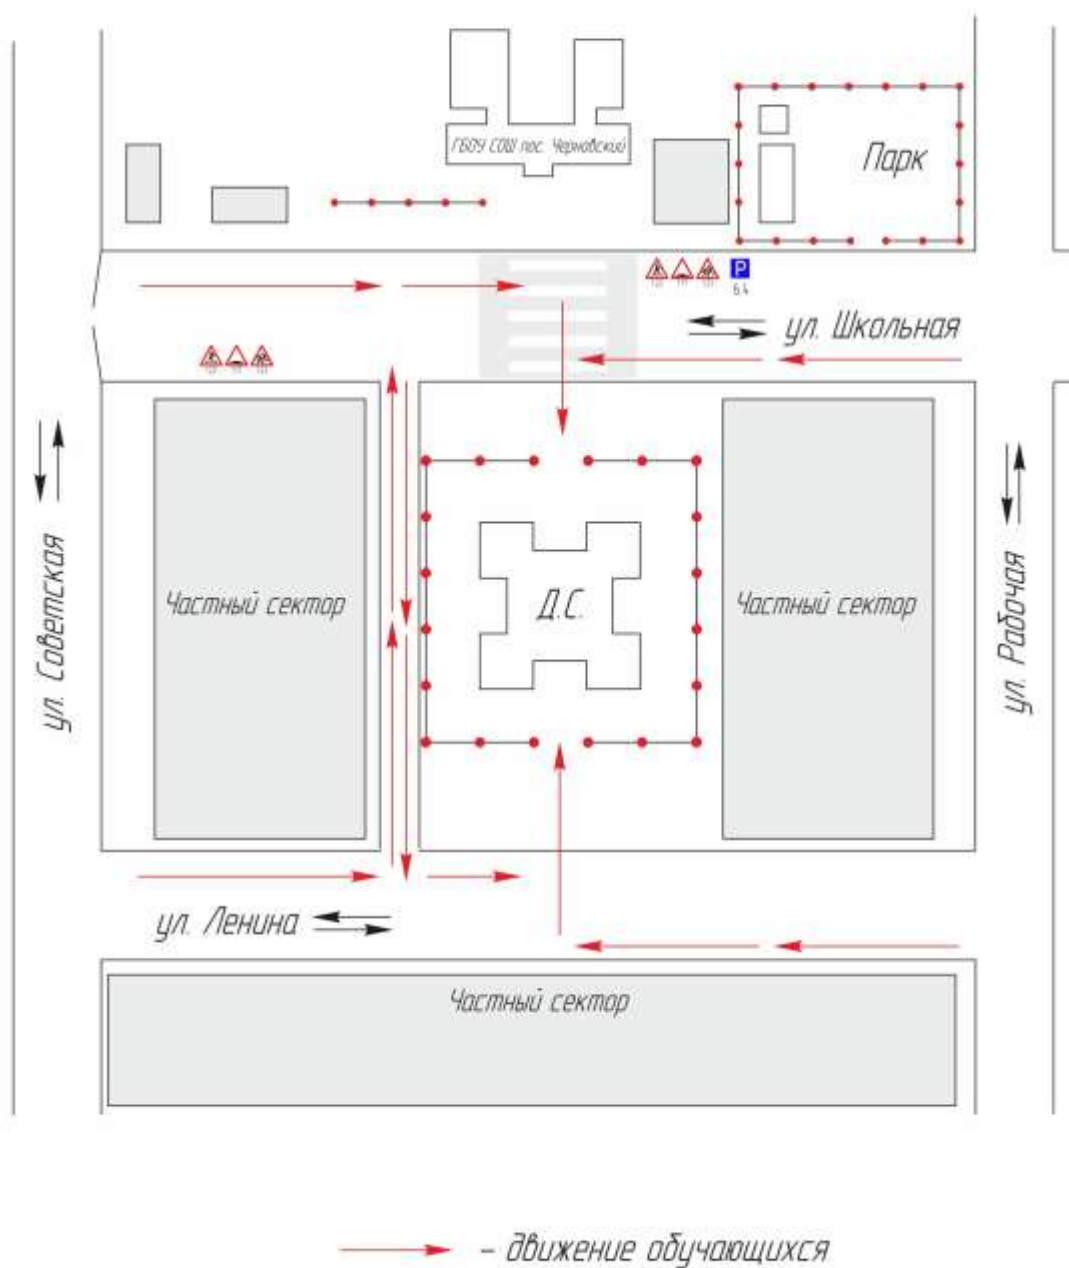 ГБОУ СОШ пос. Черновский
Парк
P
6.4
ул. Школьная
ул. Советская
Частный сектор
Д.С.
Частный сектор
ул. Рабочая
ул. Ленина
Частный сектор
- движение обучающихся